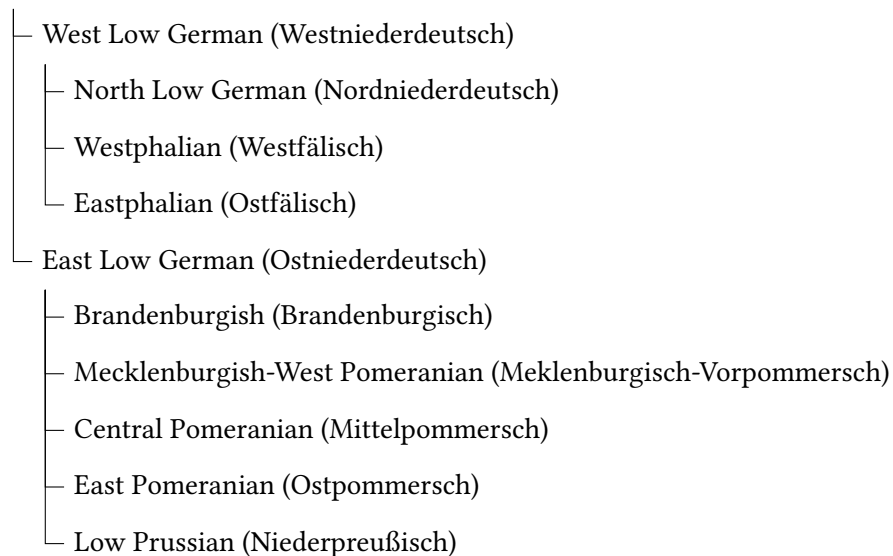 West Low German (Westniederdeutsch)
North Low German (Nordniederdeutsch)
Westphalian (Westfälisch)
Eastphalian (Ostfälisch)
East Low German (Ostniederdeutsch)
Brandenburgish (Brandenburgisch)
Mecklenburgish-West Pomeranian (Meklenburgisch-Vorpommersch)
Central Pomeranian (Mittelpommersch)
East Pomeranian (Ostpommersch)
Low Prussian (Niederpreußisch)